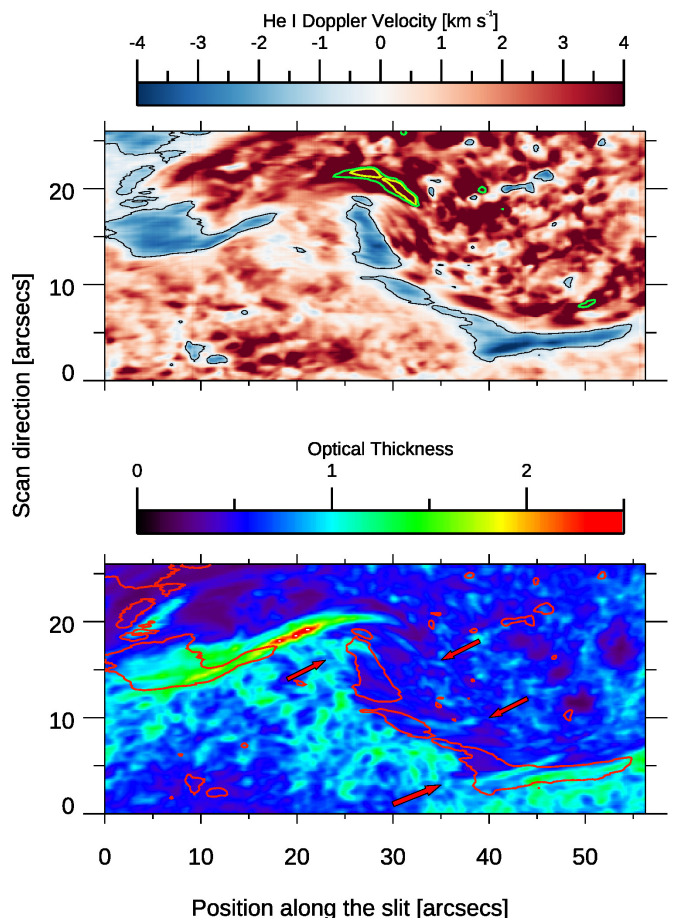 He I Doppler Velocity [km s⁻¹]
-4 -3 -2 -1 0 1 2 3 4
20
10
0
Scan direction [arcsecs]
Optical Thickness
0 1 2
20
10
0
0 10 20 30 40 50
Position along the slit [arcsecs]